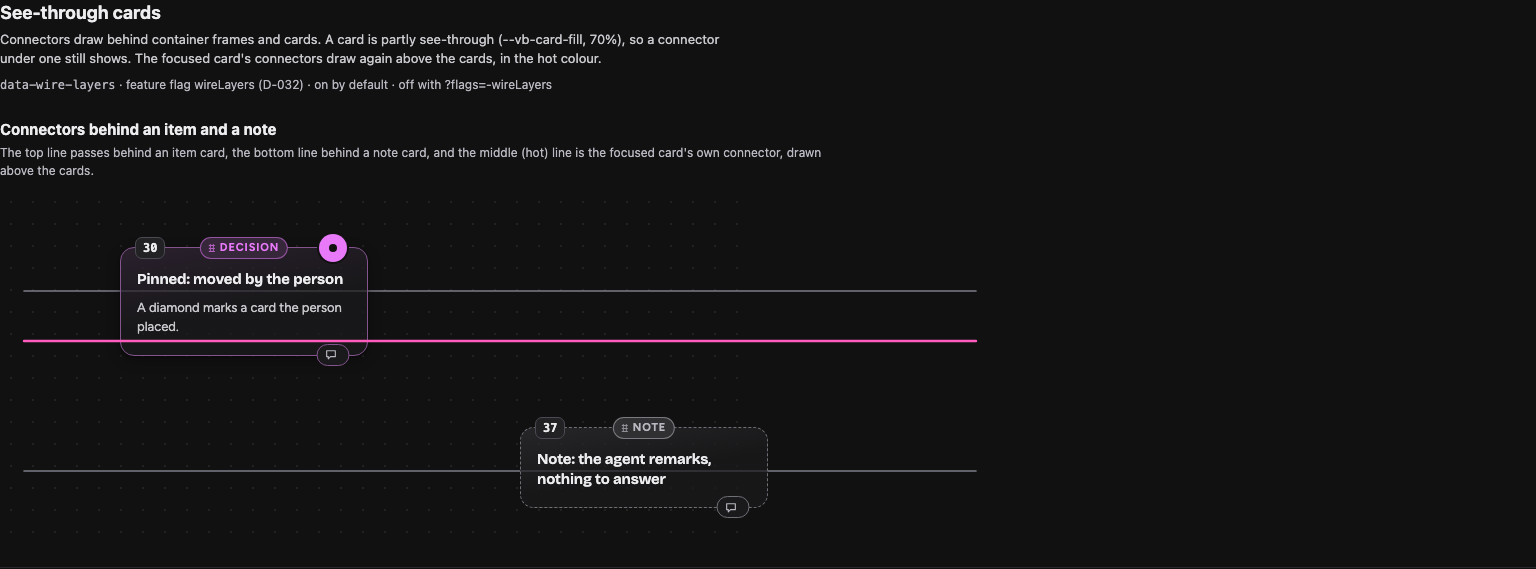 See-through cards
Connectors draw behind container frames and cards. A card is partly see-through (--vb-card-fill, 70%), so a connector
under one still shows. The focused card's connectors draw again above the cards, in the hot colour.
data-wire-layers · feature flag wireLayers (D-032) · on by default · off with ?flags=-wireLayers
Connectors behind an item and a note
The top line passes behind an item card, the bottom line behind a note card, and the middle (hot) line is the focused card's own connector, drawn
above the cards.
30
DECISION
Pinned: moved by the person
A diamond marks a card the person
placed.
37
NOTE
Note: the agent remarks,
nothing to answer